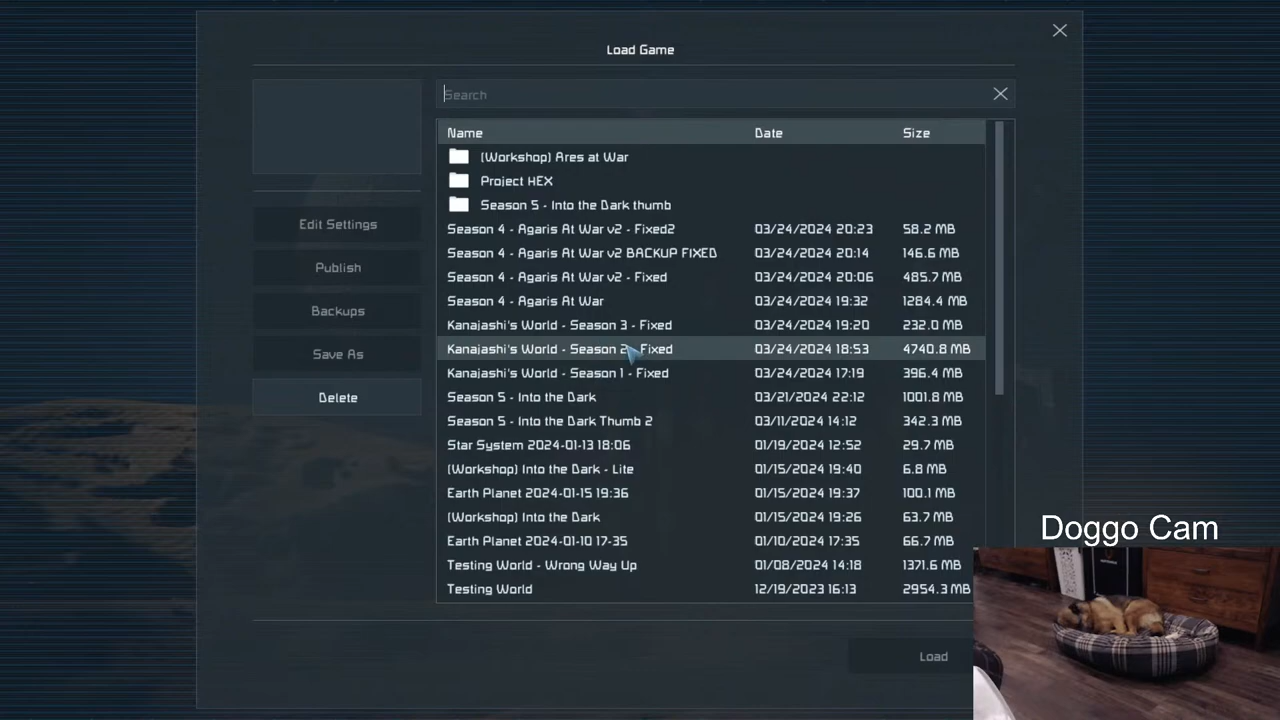 Load Game
Search
Name Date Size
(Workshop) Ares at War
Project HEX
Season 5 - Into the Dark thumb
Season 4 - Agaris At War v2 - Fixed2 03/24/2024 20:23 58.2 MB
Season 4 - Agaris At War v2 BACKUP FIXED 03/24/2024 20:14 146.6 MB
Season 4 - Agaris At War v2 - Fixed 03/24/2024 20:06 485.7 MB
Season 4 - Agaris At War 03/24/2024 19:32 1284.4 MB
Kanajashi's World - Season 3 - Fixed 03/24/2024 19:20 232.0 MB
Kanajashi's World - Season 2 - Fixed 03/24/2024 18:53 4740.8 MB
Kanajashi's World - Season 1 - Fixed 03/24/2024 17:19 396.4 MB
Season 5 - Into the Dark 03/21/2024 22:12 1001.8 MB
Season 5 - Into the Dark Thumb 2 03/11/2024 14:12 342.3 MB
Star System 2024-01-13 18:06 01/19/2024 12:52 29.7 MB
(Workshop) Into the Dark - Lite 01/15/2024 19:40 6.8 MB
Earth Planet 2024-01-15 19:36 01/15/2024 19:37 100.1 MB
(Workshop) Into the Dark 01/15/2024 19:26 63.7 MB
Earth Planet 2024-01-10 17-35 01/10/2024 17:35 66.7 MB
Testing World - Wrong Way Up 01/08/2024 14:18 1371.6 MB
Testing World 12/19/2023 16:13 2954.3 MB
Edit Settings
Publish
Backups
Save As
Delete
Load
Doggo Cam